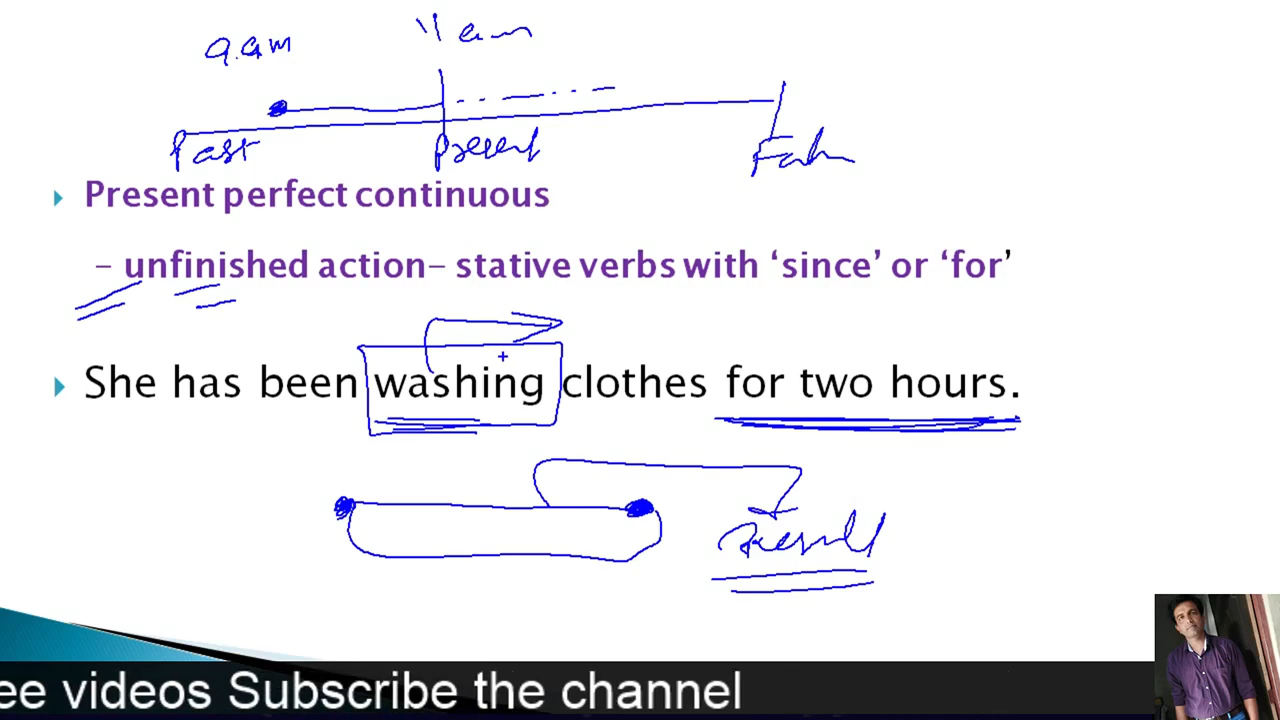 9.am 11 am
Past Present
Present perfect continuous
– unfinished action– stative verbs with ‘since’ or ‘for’
She has been washing clothes for two hours.
Result
ee videos Subscribe the channel